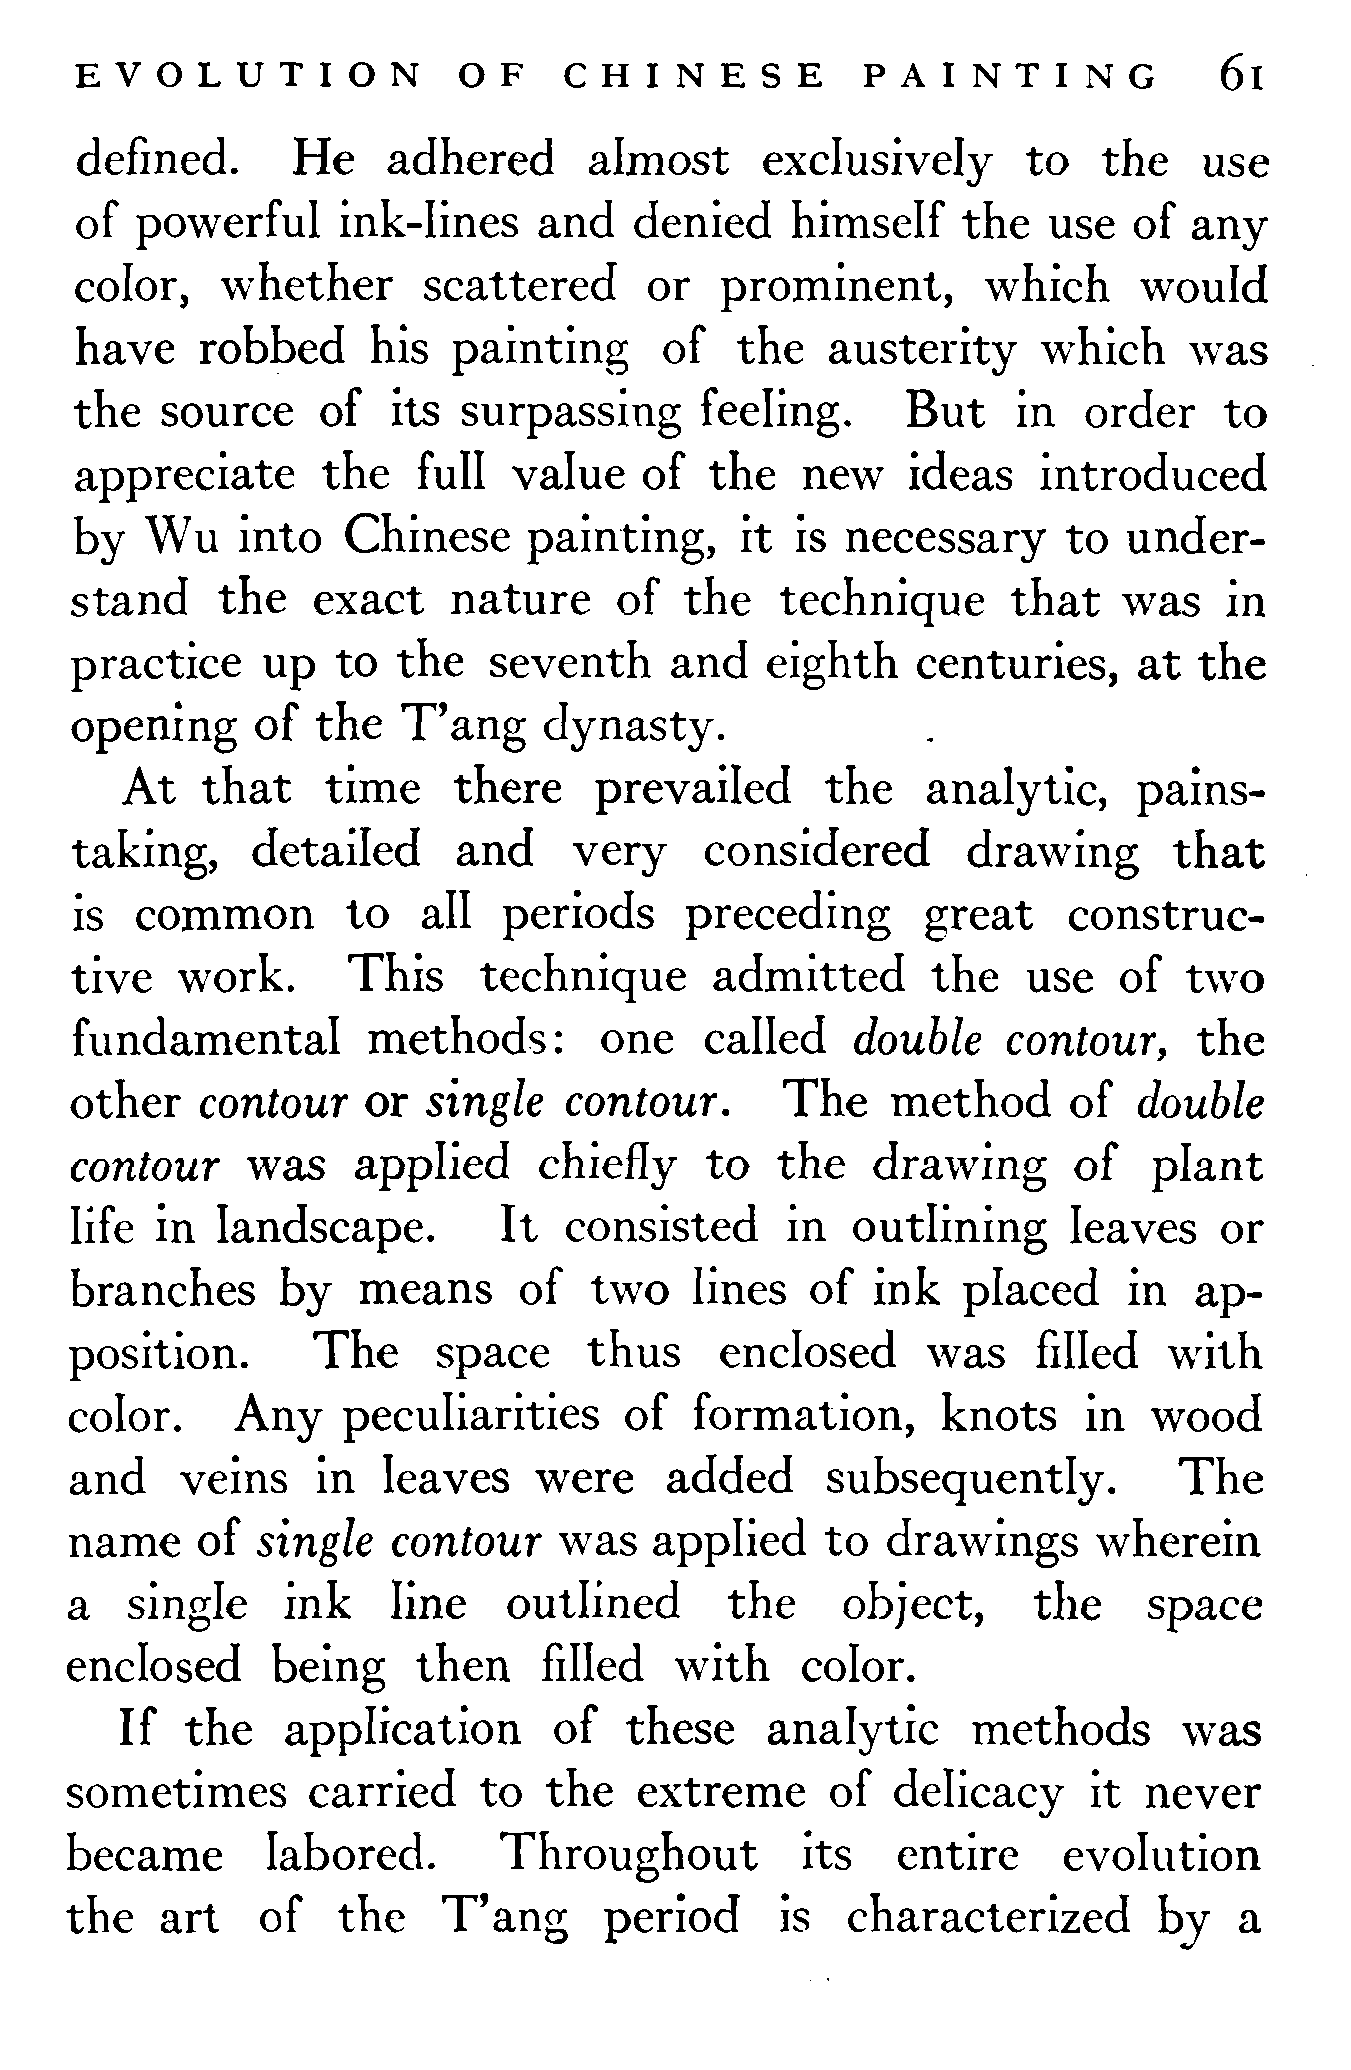 EVOLUTION OF CHINESE PAINTING 61
defined. He adhered almost exclusively to the use
of powerful ink-lines and denied himself the use of any
color, whether scattered or prominent, which would
have robbed his painting of the austerity which was
the source of its surpassing feeling. But in order to
appreciate the full value of the new ideas introduced
by Wu into Chinese painting, it is necessary to under-
stand the exact nature of the technique that was in
practice up to the seventh and eighth centuries, at the
opening of the T'ang dynasty.
At that time there prevailed the analytic, pains-
taking, detailed and very considered drawing that
is common to all periods preceding great construc-
tive work. This technique admitted the use of two
fundamental methods: one called double contour, the
other contour or single contour. The method of double
contour was applied chiefly to the drawing of plant
life in landscape. It consisted in outlining leaves or
branches by means of two lines of ink placed in ap-
position. The space thus enclosed was filled with
color. Any peculiarities of formation, knots in wood
and veins in leaves were added subsequently. The
name of single contour was applied to drawings wherein
a single ink line outlined the object, the space
enclosed being then filled with color.
If the application of these analytic methods was
sometimes carried to the extreme of delicacy it never
became labored. Throughout its entire evolution
the art of the T'ang period is characterized by a